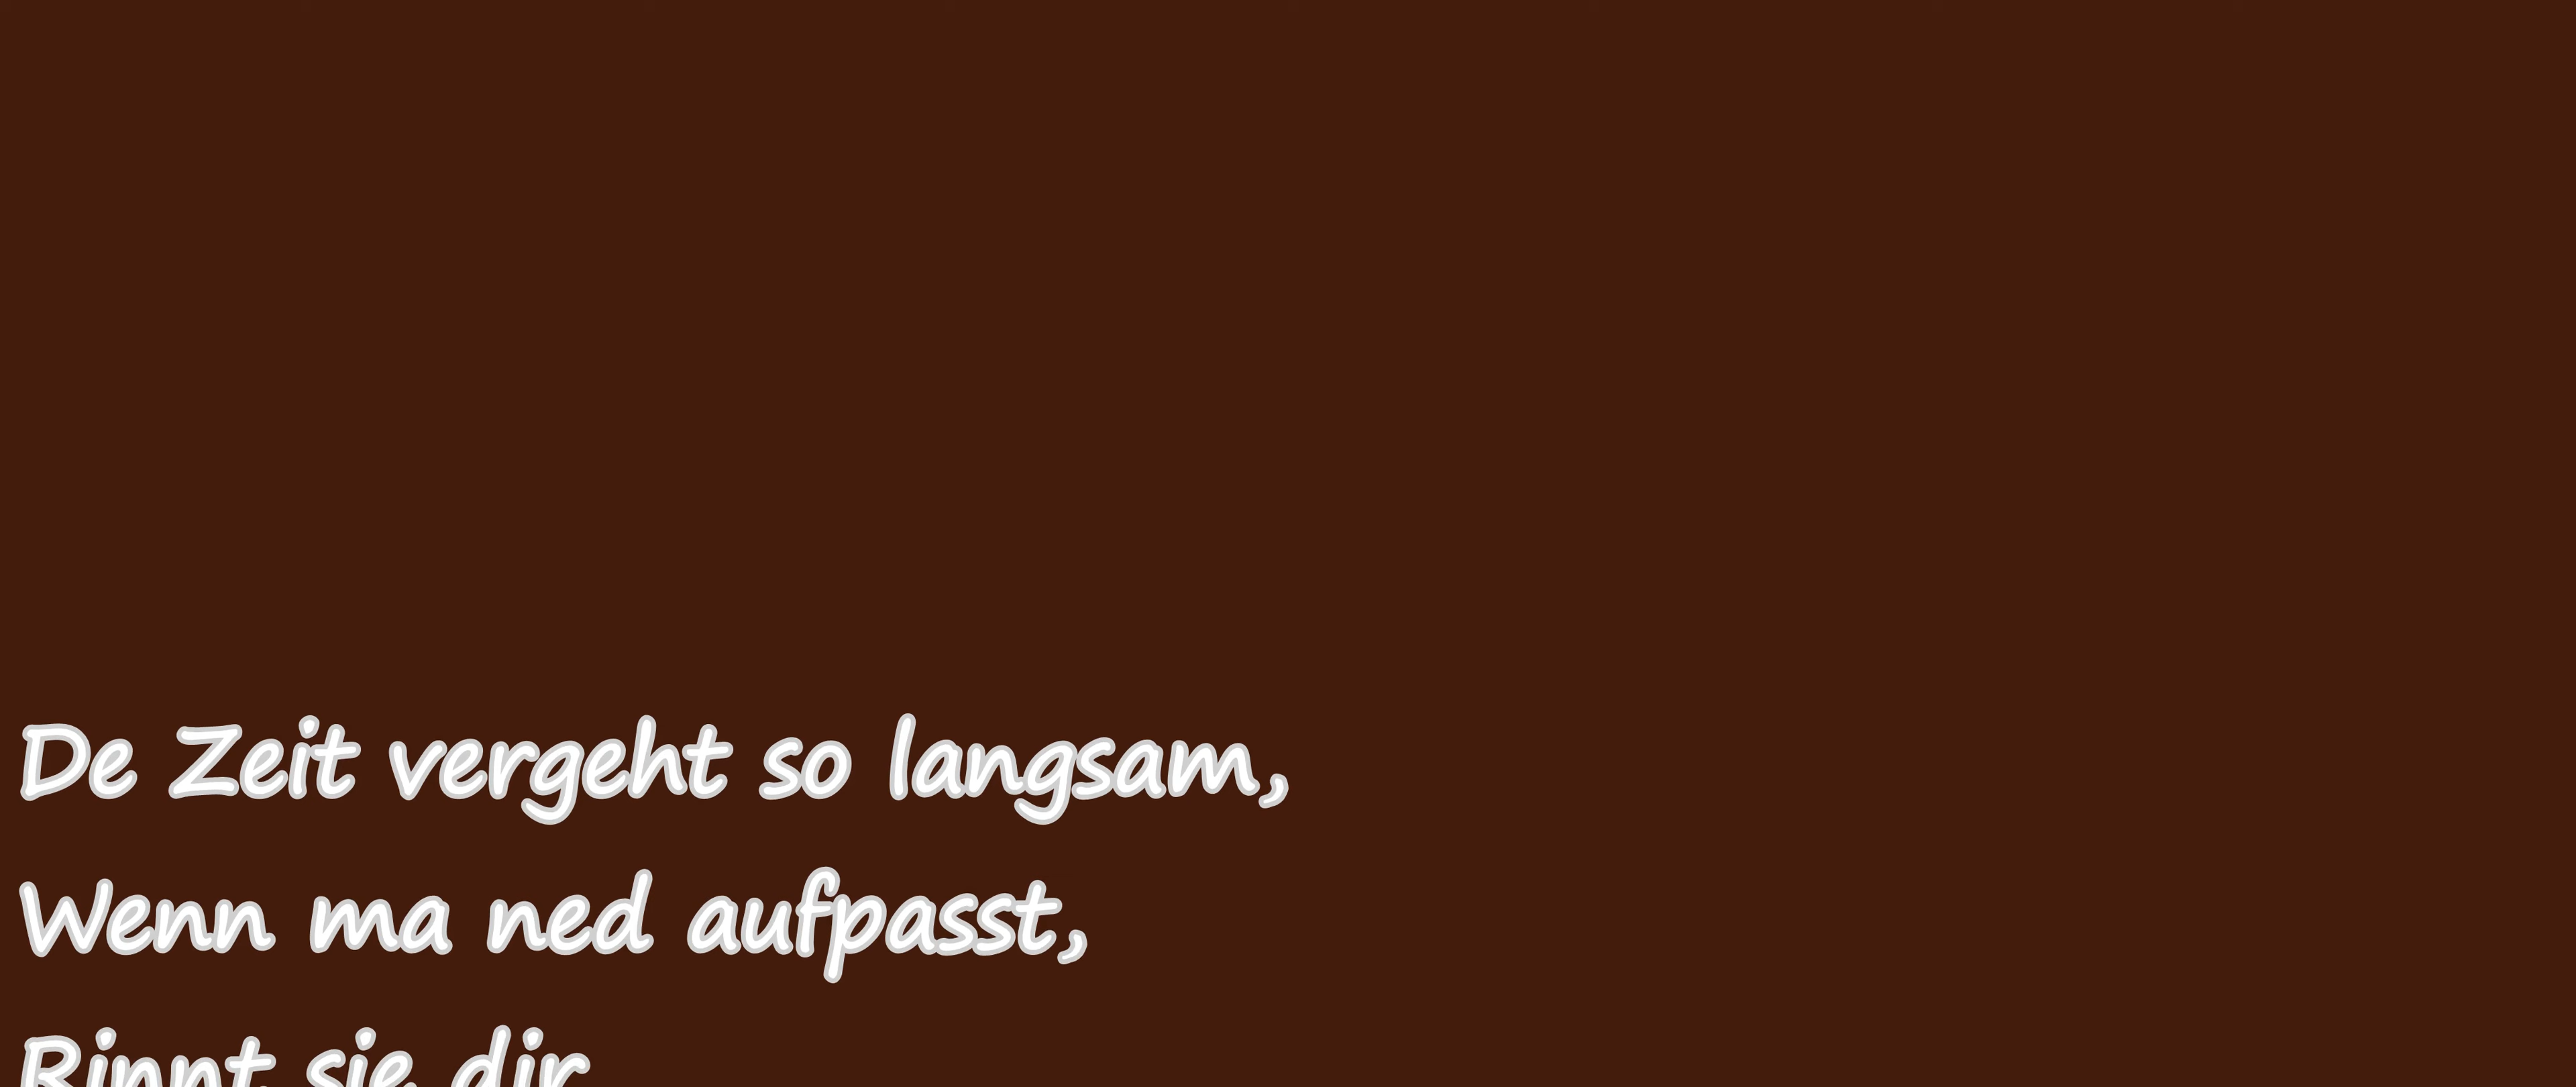 De Zeit vergeht so langsam,
Wenn ma ned aufpasst,
Rinnt sie dir